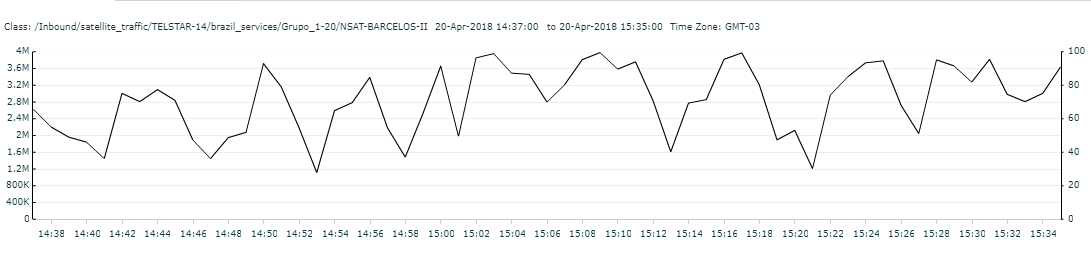 Class: /Inbound/satellite_traffic/TELSTAR-14/brazil_services/Grupo_1-20/NSAT-BARCELOS-II 20-Apr-2018 14:37:00 to 20-Apr-2018 15:35:00 Time Zone: GMT-03
4M 100
3.6M
3.2M 80
2.8M
2.4M 60
2M
1.6M 40
1.2M
800K 20
400K
0 0
14:38 14:40 14:42 14:44 14:46 14:48 14:50 14:52 14:54 14:56 14:58 15:00 15:02 15:04 15:06 15:08 15:10 15:12 15:14 15:16 15:18 15:20 15:22 15:24 15:26 15:28 15:30 15:32 15:34